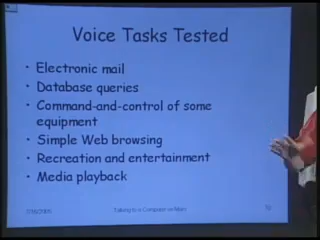 Voice Tasks Tested
• Electronic mail
• Database queries
• Command-and-control of some
equipment
• Simple Web browsing
• Recreation and entertainment
• Media playback
Talking to a Computer on Mars